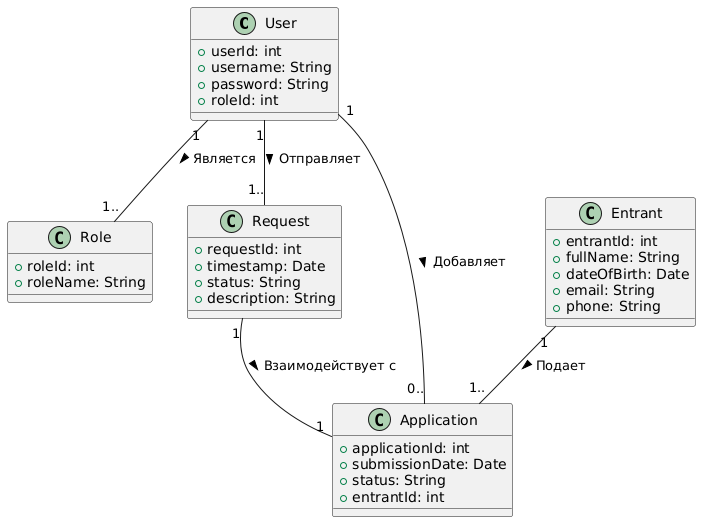 C User
userId: int
username: String
password: String
roleId: int
1
1
1
Является
Отправляет
1..
1..
C Role
roleId: int
roleName: String
C Request
requestId: int
timestamp: Date
status: String
description: String
C Entrant
entrantId: int
fullName: String
dateOfBirth: Date
email: String
phone: String
Добавляет
1
1
Взаимодействует с
Подает
0..
1..
1
C Application
applicationId: int
submissionDate: Date
status: String
entrantId: int